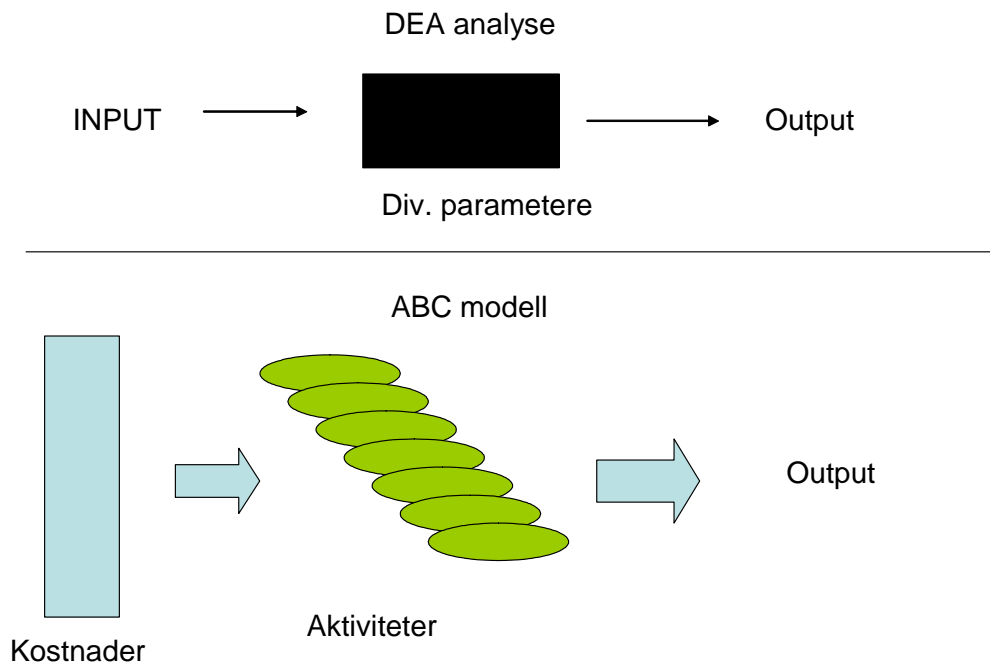 DEA analyse
INPUT
Output
Div. parametere
ABC modell
Output
Aktiviteter
Kostnader